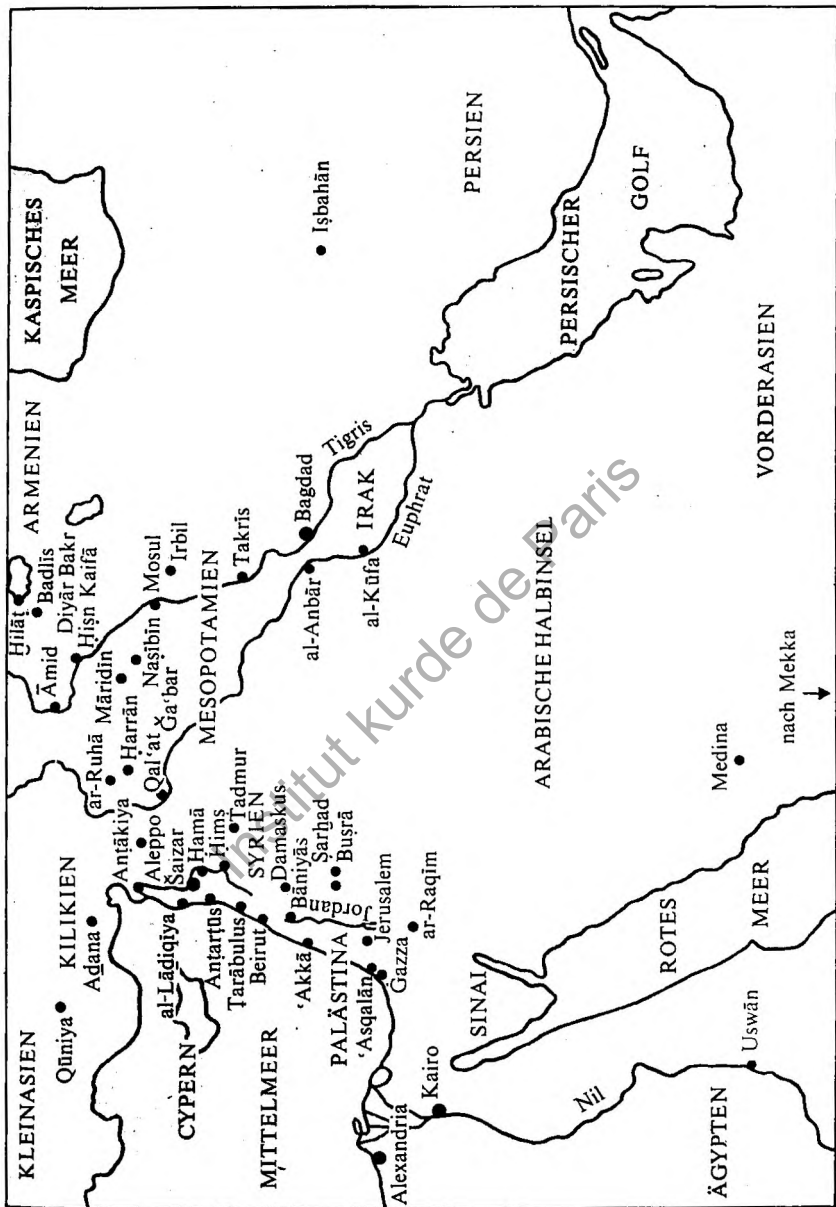 KLEINASIEN
Qūniya
KILIKIEN
Aḏana
ARMENIEN
KASPISCHES
MEER
Ḫilāṭ
Badlīs
Diyār Bakr
Ḥiṣn Kaifā
Āmid
Māridīn
Naṣībīn
Mosul
Irbil
ar-Ruhā
Ḥarrān
Qal'at
Ǧa'bar
Anṭākiya
Aleppo
Šaizar
Ḥamā
Ḥimṣ
Tadmur
al-Lāḏiqīya
Anṭarṭūs
Ṭarābulus
Beirut
CYPERN
MITTELMEER
MESOPOTAMIEN
Takrīs
Tigris
Bagdad
al-Anbār
IRAK
al-Kūfa
Euphrat
SYRIEN
Damaskus
Bāniyās
Ṣarḫad
Buṣrā
'Akkā
Jordan
PALÄSTINA
Jerusalem
'Asqalān
Ġazza
ar-Raqīm
Iṣbahān
PERSIEN
PERSISCHER
GOLF
Alexandria
Kairo
SINAI
Nil
ÄGYPTEN
Uswān
ROTES
MEER
ARABISCHE HALBINSEL
Medina
nach Mekka
VORDERASIEN
Institut kurde de Paris